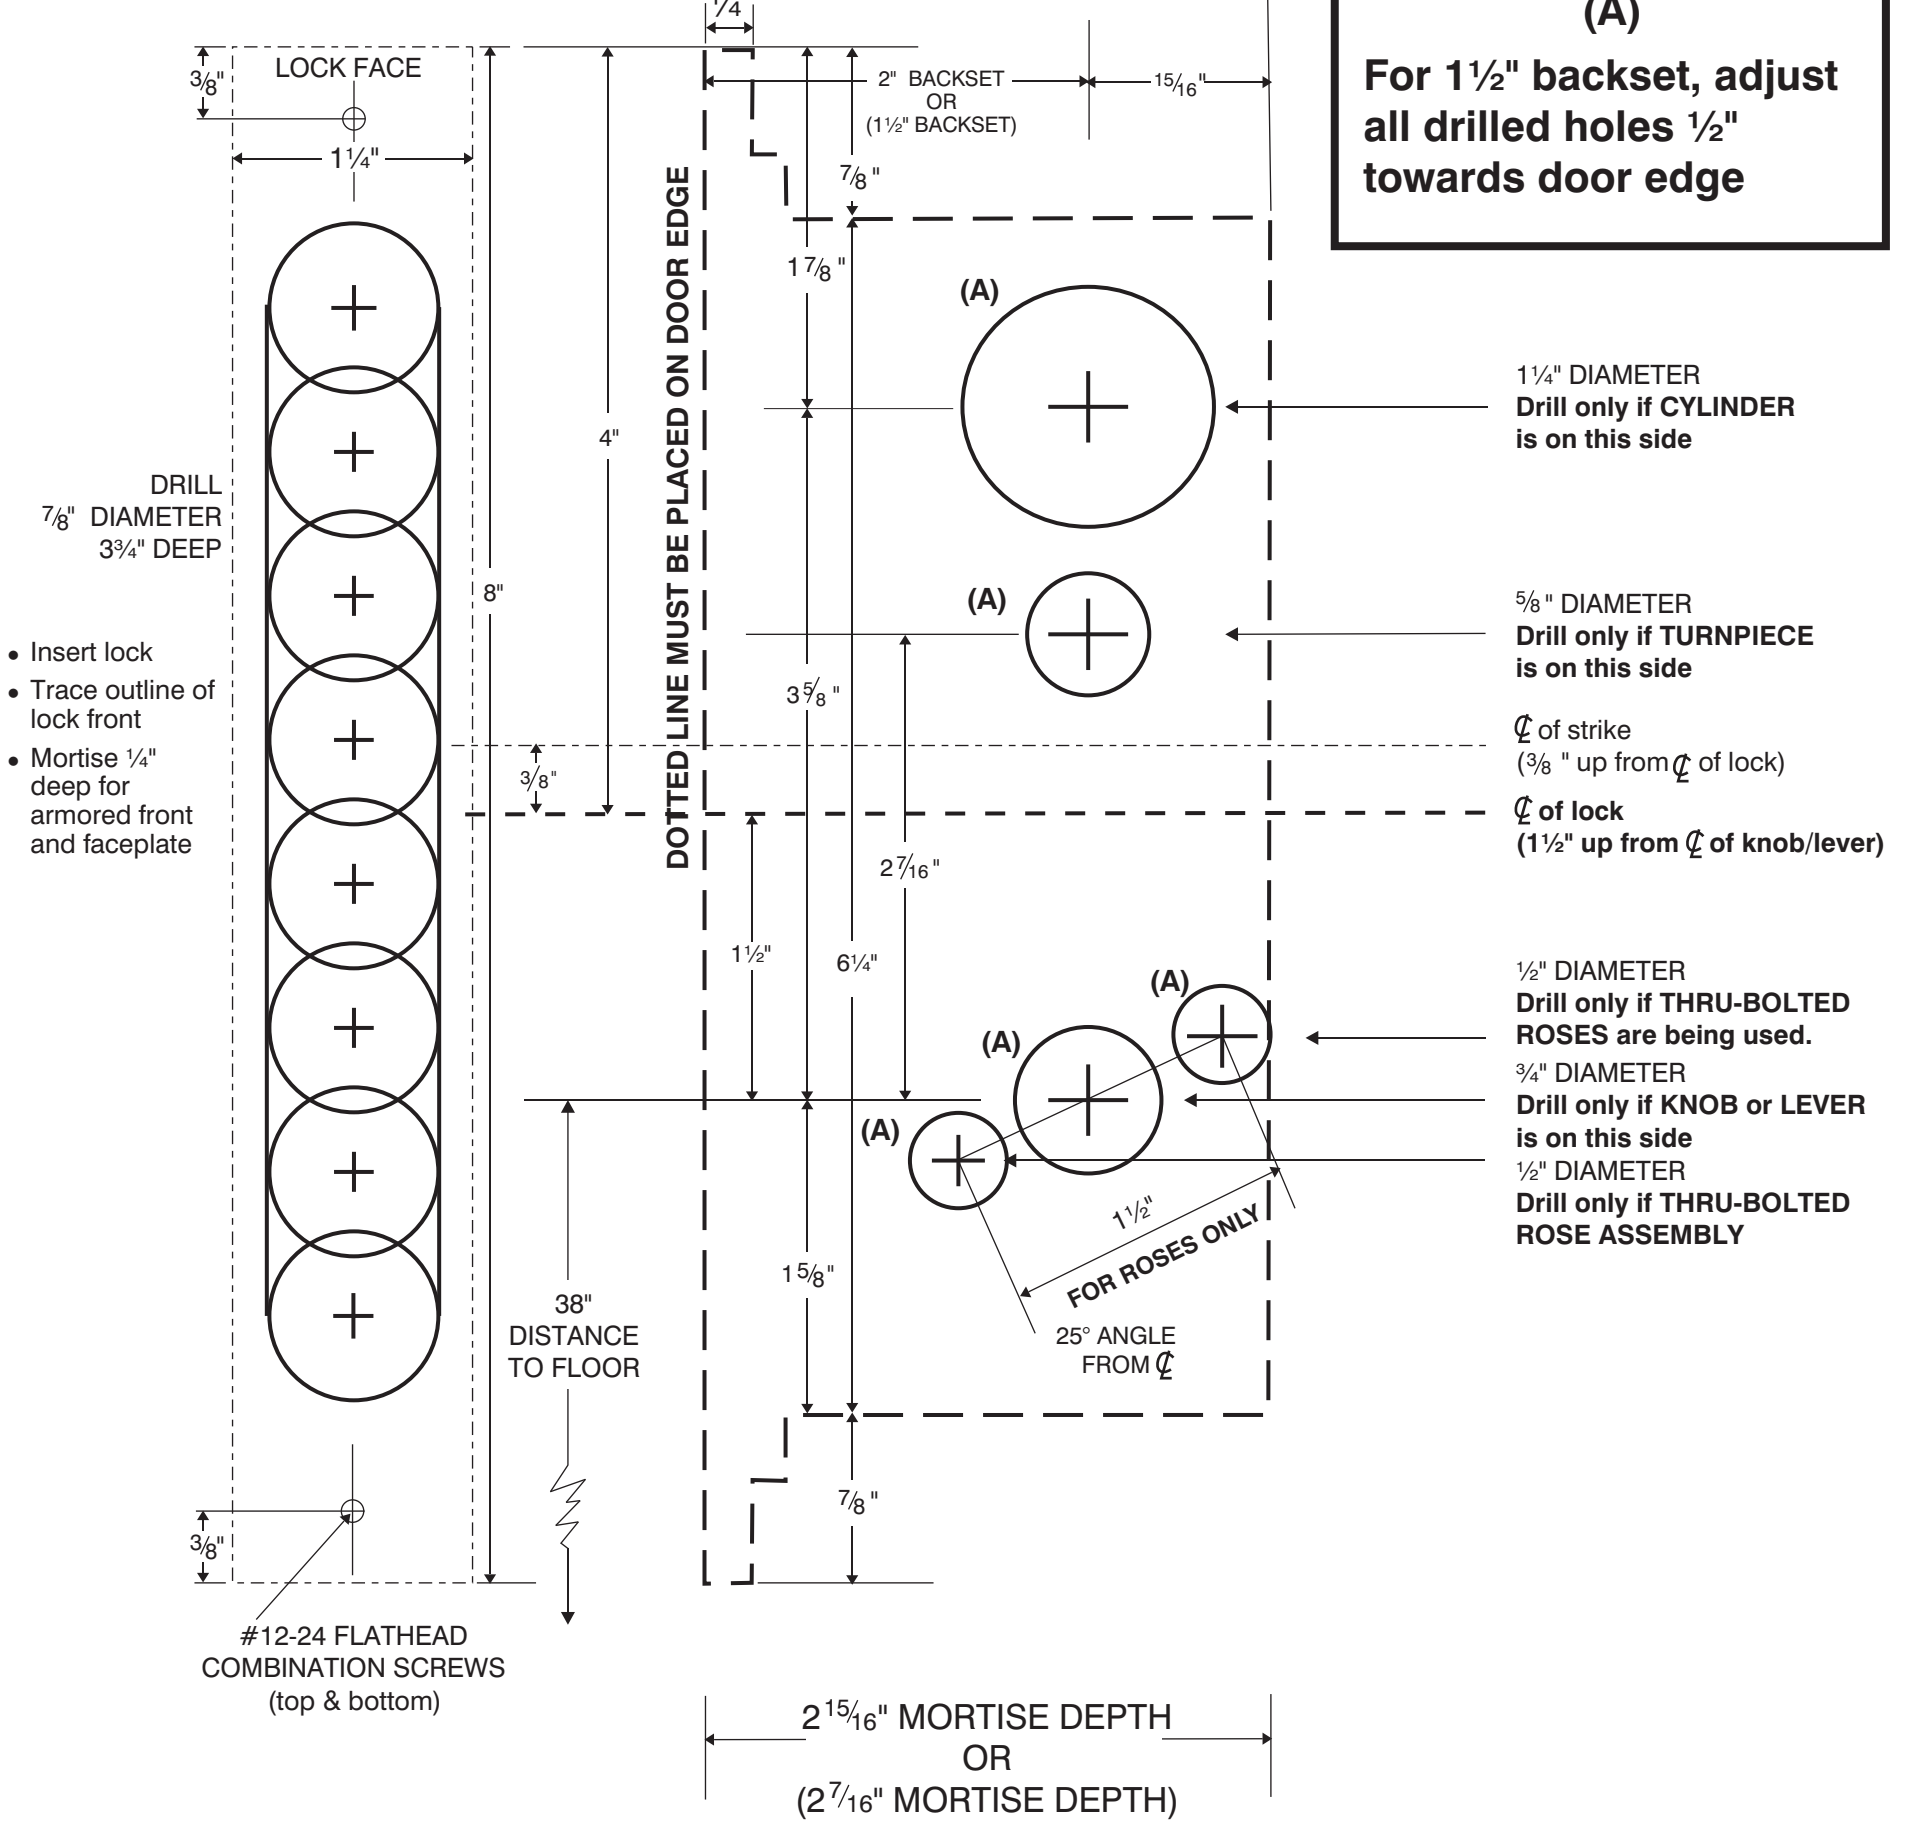 1/4
(A)
For 1½" backset, adjust
all drilled holes ½"
towards door edge
LOCK FACE
3/8"
1¼"
2" BACKSET
OR
(1½" BACKSET)
15/16"
7/8"
1 7/8"
DOTTED LINE MUST BE PLACED ON DOOR EDGE
(A)
1¼" DIAMETER
Drill only if CYLINDER
is on this side
4"
DRILL
7/8" DIAMETER
3¾" DEEP
8"
(A)
5/8" DIAMETER
Drill only if TURNPIECE
is on this side
• Insert lock
• Trace outline of
lock front
• Mortise ¼"
deep for
armored front
and faceplate
3 5/8"
3/8"
℄ of strike
(3/8" up from ℄ of lock)
℄ of lock
(1½" up from ℄ of knob/lever)
2 7/16"
1½"
6¼"
(A)
(A)
(A)
½" DIAMETER
Drill only if THRU-BOLTED
ROSES are being used.
¾" DIAMETER
Drill only if KNOB or LEVER
is on this side
½" DIAMETER
Drill only if THRU-BOLTED
ROSE ASSEMBLY
1½"
FOR ROSES ONLY
25° ANGLE
FROM ℄
1 5/8"
38"
DISTANCE
TO FLOOR
7/8"
3/8"
#12-24 FLATHEAD
COMBINATION SCREWS
(top & bottom)
2 15/16" MORTISE DEPTH
OR
(2 7/16" MORTISE DEPTH)